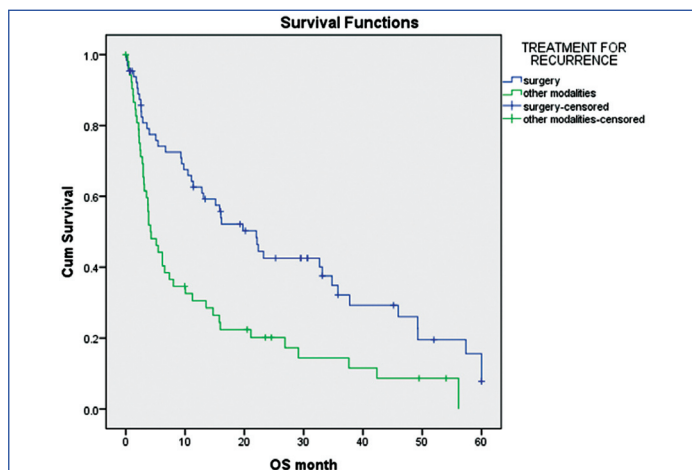 Survival Functions
TREATMENT FOR
RECURRENCE
surgery
other modalities
surgery-censored
other modalities-censored
Cum Survival
1.0
0.8
0.6
0.4
0.2
0.0
0 10 20 30 40 50 60
OS month